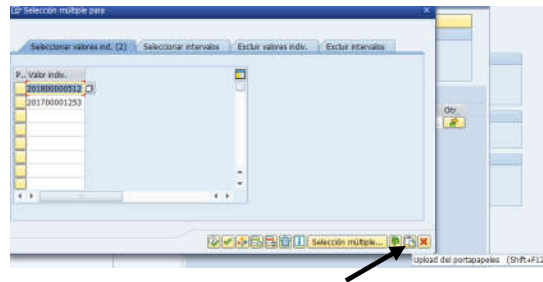 Selección múltiple para
Seleccionar valores ind. (2) Seleccionar intervalos Excluir valores indiv. Excluir intervalos
P.. Valor indiv.
201800000512
201700001253
Otr
Selección múltiple...
Upload del portapapeles (Shift+F12